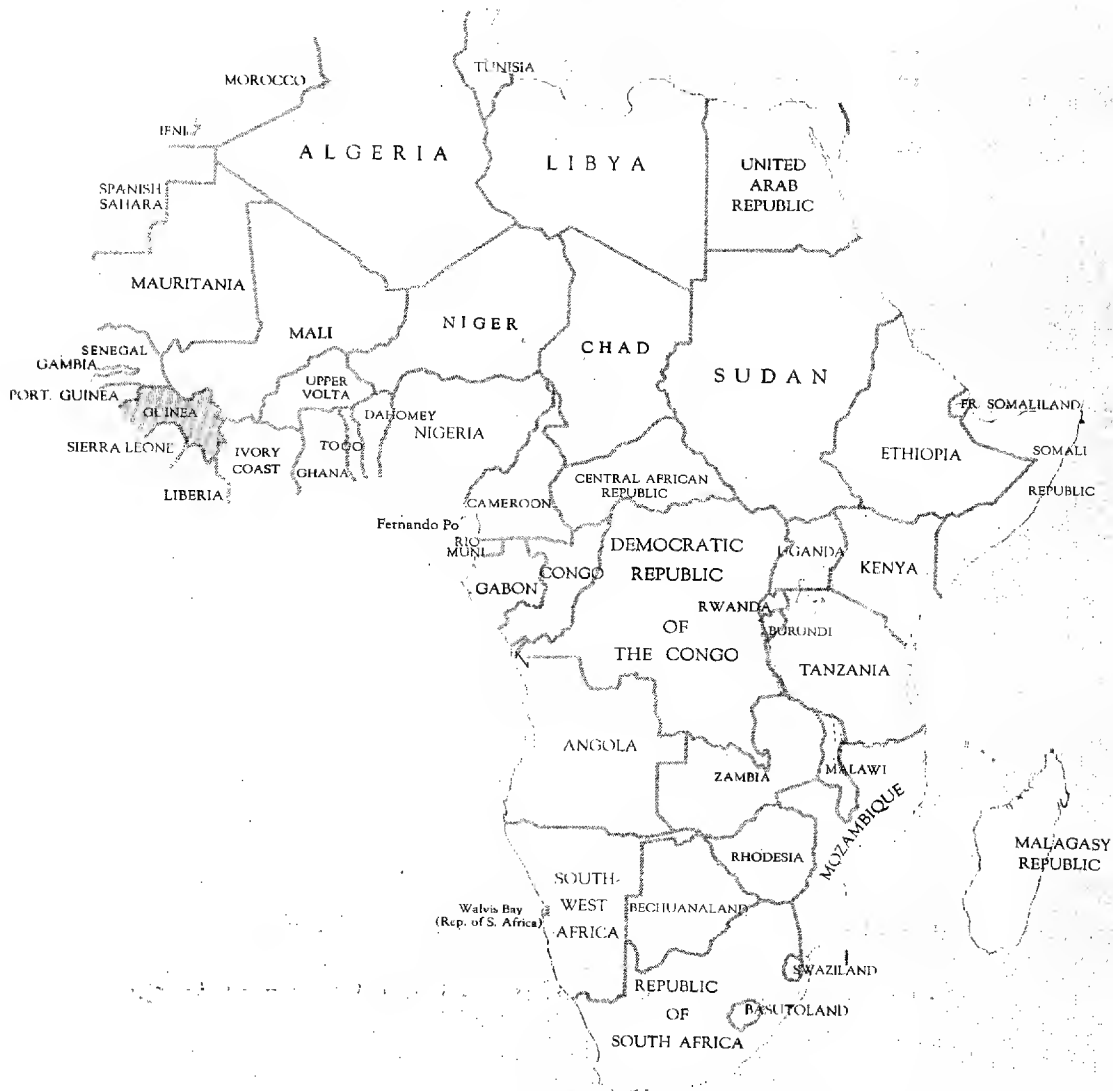 TUNISIA
MOROCCO
IFNI
ALGERIA
LIBYA
UNITED
ARAB
REPUBLIC
SPANISH
SAHARA
MAURITANIA
MALI
NIGER
CHAD
SUDAN
SENEGAL
GAMBIA
PORT. GUINEA
GUINEA
SIERRA LEONE
LIBERIA
IVORY
COAST
UPPER
VOLTA
GHANA
TOGO
DAHOMEY
NIGERIA
FR. SOMALILAND
ETHIOPIA
SOMALI
REPUBLIC
CENTRAL AFRICAN
REPUBLIC
CAMEROON
Fernando Po
RIO
MUNI
GABON
CONGO
DEMOCRATIC
REPUBLIC
OF
THE CONGO
UGANDA
KENYA
RWANDA
BURUNDI
TANZANIA
ANGOLA
ZAMBIA
MALAWI
MOZAMBIQUE
RHODESIA
MALAGASY
REPUBLIC
SOUTH-
WEST
AFRICA
Walvis Bay
(Rep. of S. Africa)
BECHUANALAND
SWAZILAND
BASUTOLAND
REPUBLIC
OF
SOUTH AFRICA